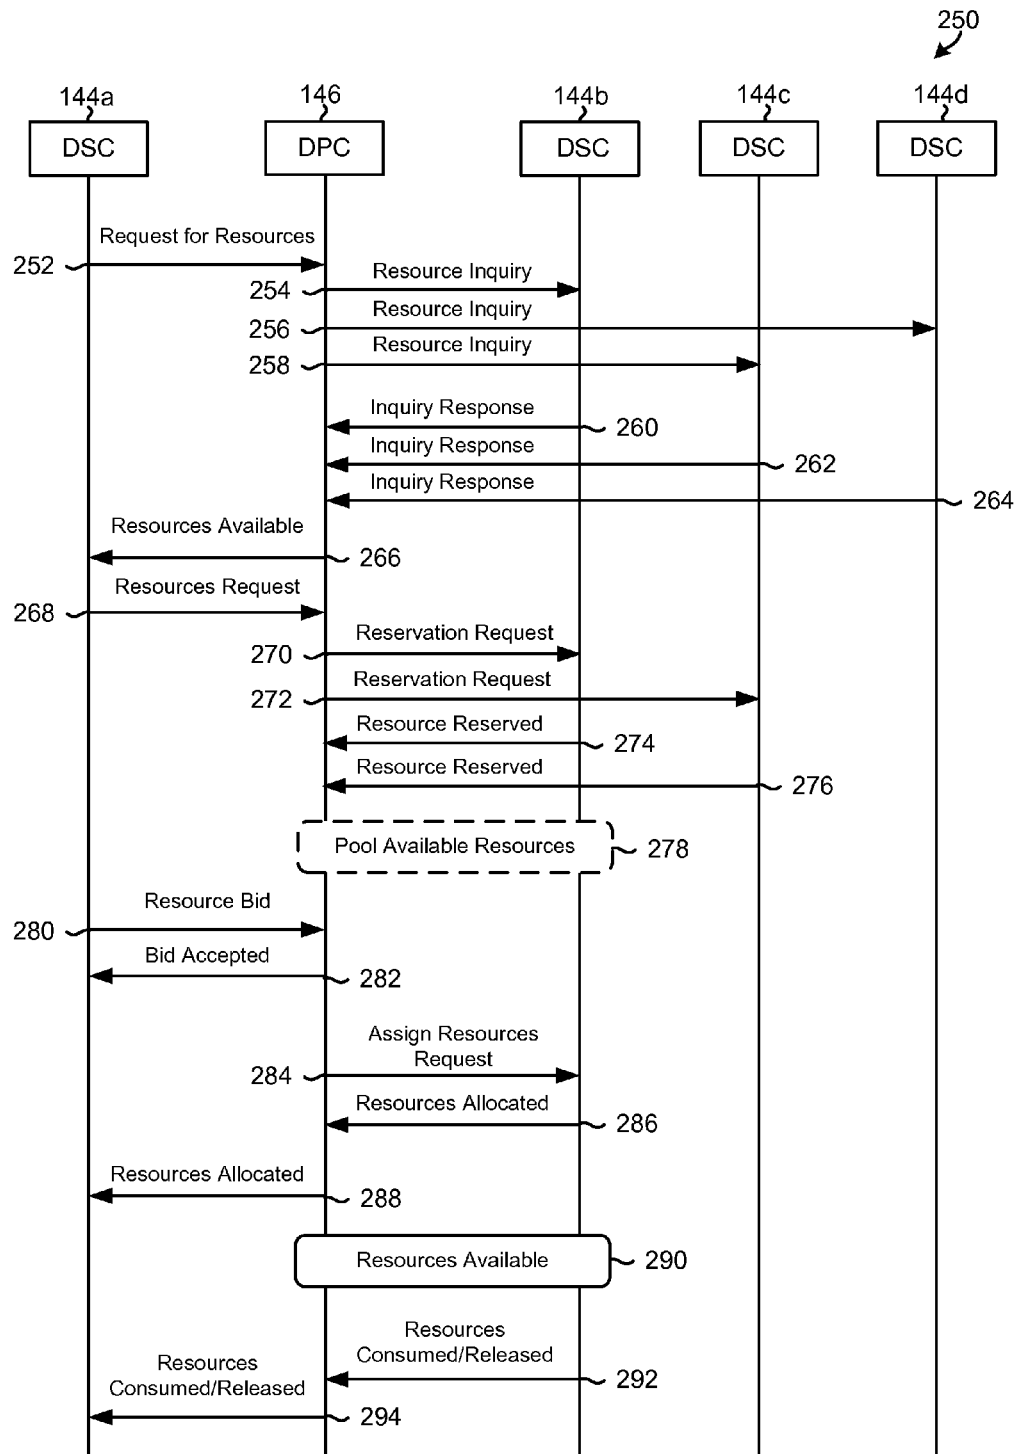 250
144a
146
144b
144c
144d
DSC
DPC
DSC
DSC
DSC
Request for Resources
252
Resource Inquiry
254
Resource Inquiry
256
Resource Inquiry
258
Inquiry Response
260
Inquiry Response
262
Inquiry Response
264
Resources Available
266
Resources Request
268
Reservation Request
270
Reservation Request
272
Resource Reserved
274
Resource Reserved
276
Pool Available Resources
278
Resource Bid
280
Bid Accepted
282
Assign Resources
Request
284
Resources Allocated
286
Resources Allocated
288
Resources Available
290
Resources
Consumed/Released
292
Resources
Consumed/Released
294